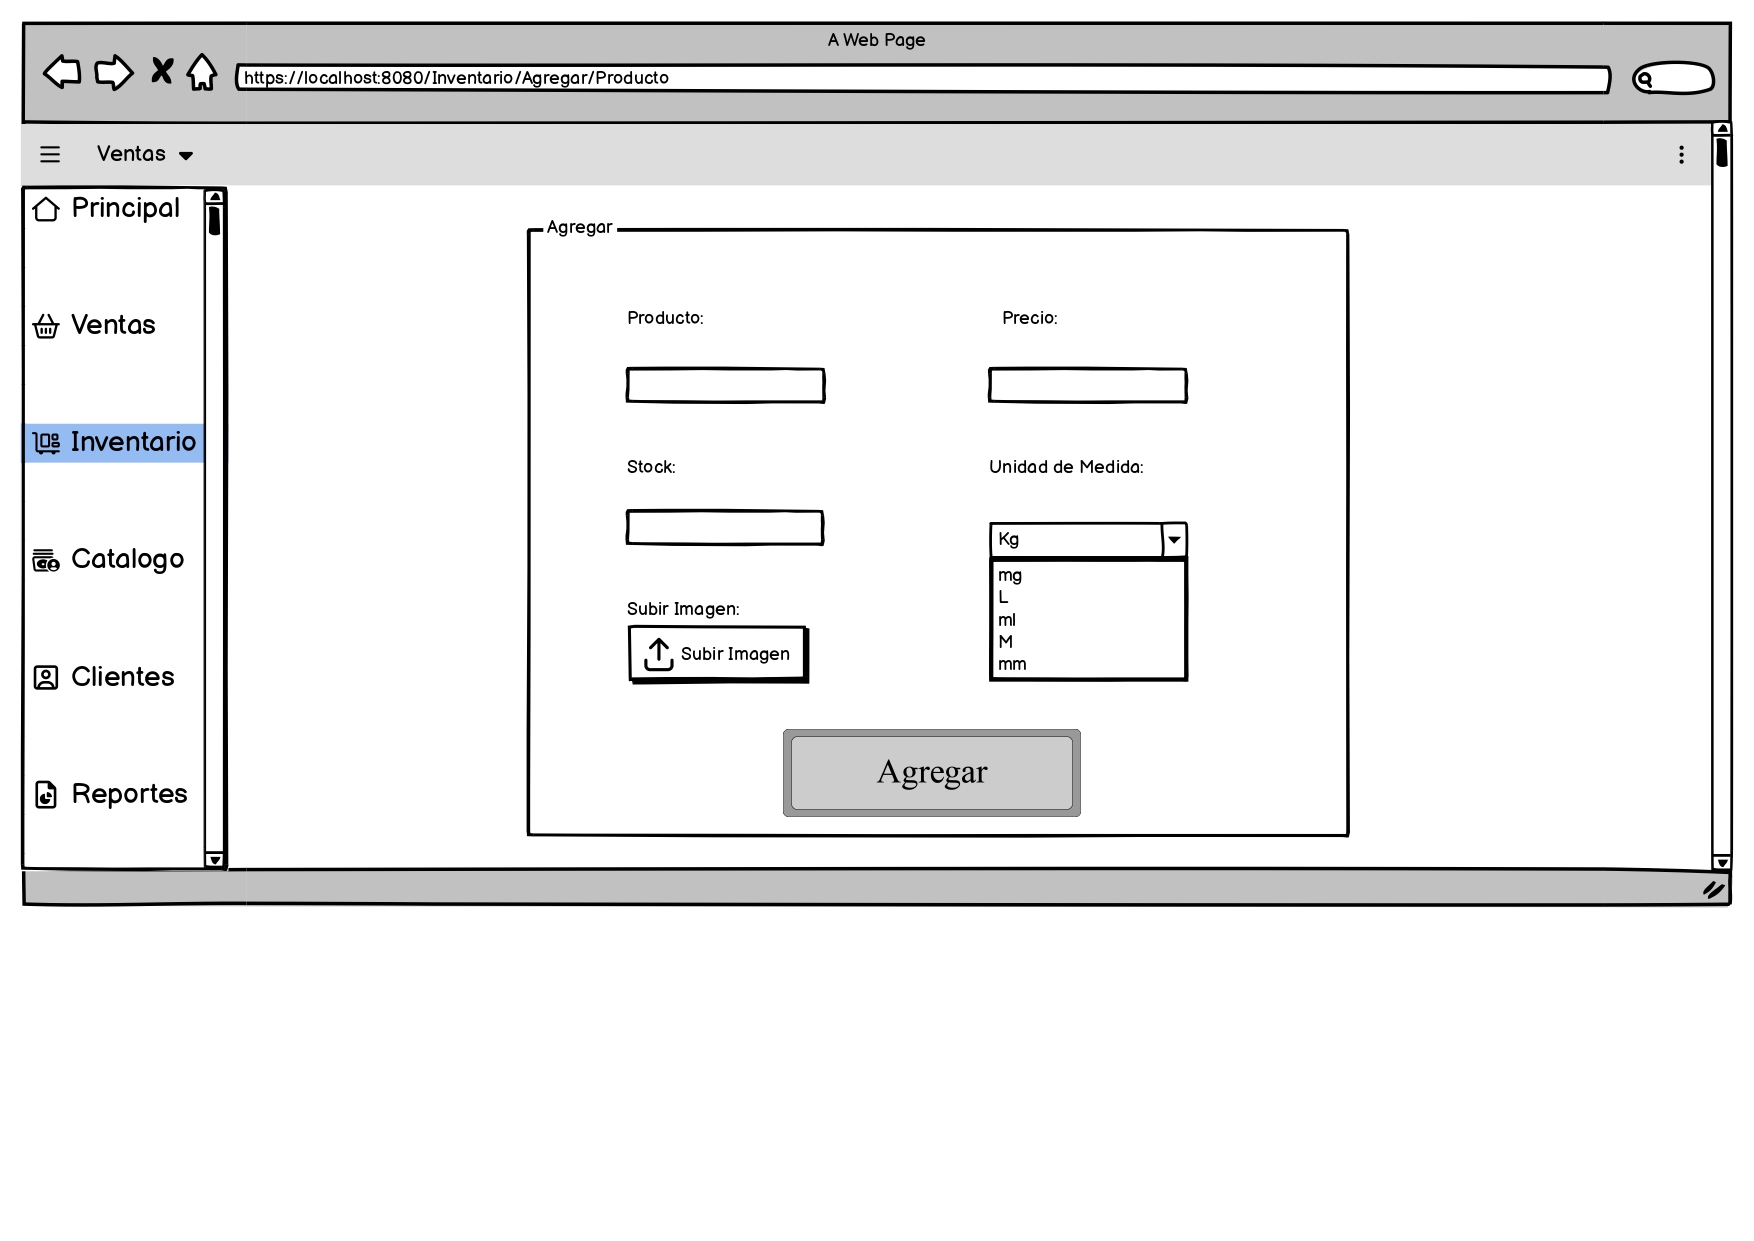 A Web Page
https://localhost:8080/Inventario/Agregar/Producto
Ventas
Principal
Ventas
Inventario
Catalogo
Clientes
Reportes
Agregar
Producto:
Precio:
Stock:
Unidad de Medida:
Kg
mg
L
ml
M
mm
Subir Imagen:
Subir Imagen
Agregar